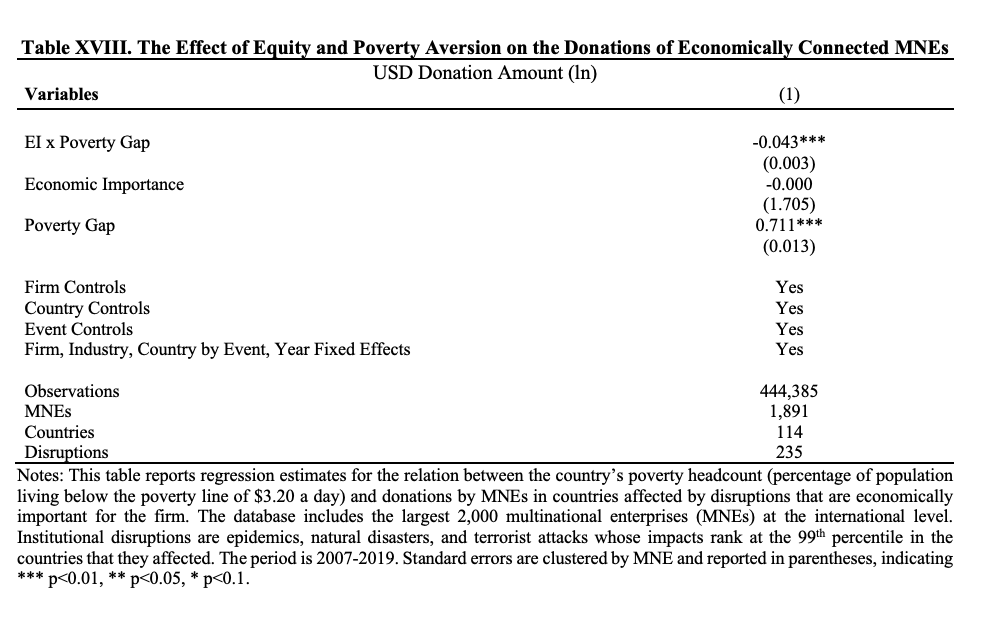 Table XVIII. The Effect of Equity and Poverty Aversion on the Donations of Economically Connected MNEs
USD Donation Amount (ln)
Variables (1)
EI x Poverty Gap -0.043***
(0.003)
Economic Importance -0.000
(1.705)
Poverty Gap 0.711***
(0.013)
Firm Controls Yes
Country Controls Yes
Event Controls Yes
Firm, Industry, Country by Event, Year Fixed Effects Yes
Observations 444,385
MNEs 1,891
Countries 114
Disruptions 235
Notes: This table reports regression estimates for the relation between the country’s poverty headcount (percentage of population
living below the poverty line of $3.20 a day) and donations by MNEs in countries affected by disruptions that are economically
important for the firm. The database includes the largest 2,000 multinational enterprises (MNEs) at the international level.
Institutional disruptions are epidemics, natural disasters, and terrorist attacks whose impacts rank at the 99th percentile in the
countries that they affected. The period is 2007-2019. Standard errors are clustered by MNE and reported in parentheses, indicating
*** p<0.01, ** p<0.05, * p<0.1.